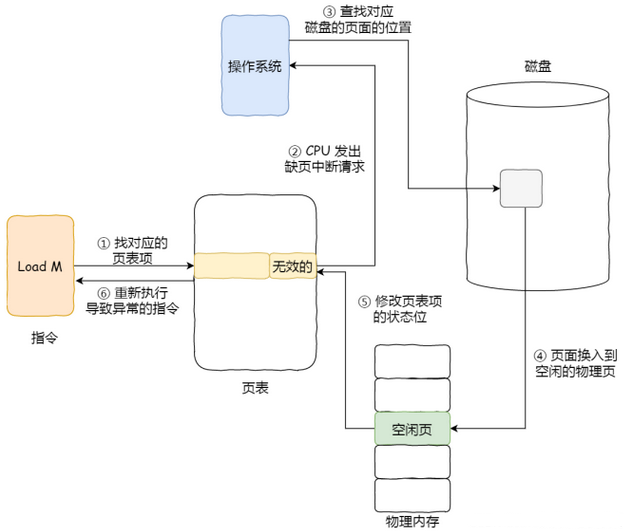 ③ 查找对应
磁盘的页面的位置
操作系统
磁盘
② CPU 发出
缺页中断请求
① 找对应的
页表项
Load M
无效的
⑥ 重新执行
导致异常的指令
⑤ 修改页表项
的状态位
指令
④ 页面换入到
空闲的物理页
页表
空闲页
物理内存